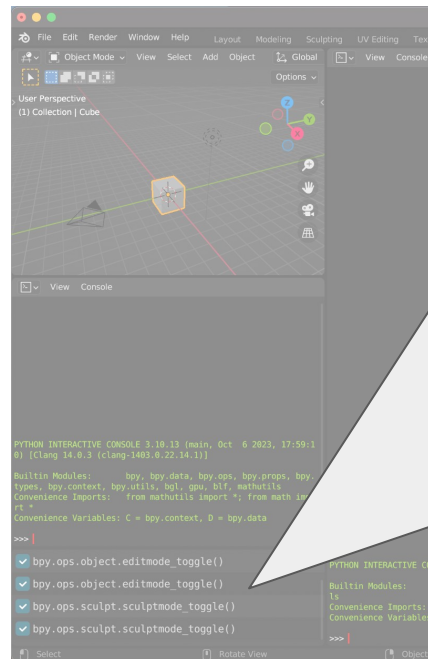 File Edit Render Window Help Layout Modeling Sculpting UV Editing Tex
Object Mode View Select Add Object Global
View Console
Options
User Perspective
(1) Collection | Cube
Z
Y
X
View Console
PYTHON INTERACTIVE CONSOLE 3.10.13 (main, Oct  6 2023, 17:59:1
0) [Clang 14.0.3 (clang-1403.0.22.14.1)]
Builtin Modules:       bpy, bpy.data, bpy.ops, bpy.props, bpy.
types, bpy.context, bpy.utils, bgl, gpu, blf, mathutils
Convenience Imports:   from mathutils import *; from math impo
rt *
Convenience Variables: C = bpy.context, D = bpy.data
>>>
bpy.ops.object.editmode_toggle()
bpy.ops.object.editmode_toggle()
bpy.ops.sculpt.sculptmode_toggle()
bpy.ops.sculpt.sculptmode_toggle()
PYTHON INTERACTIVE CO
Builtin Modules:
ls
Convenience Imports:
Convenience Variables
>>>
Select Rotate View Object